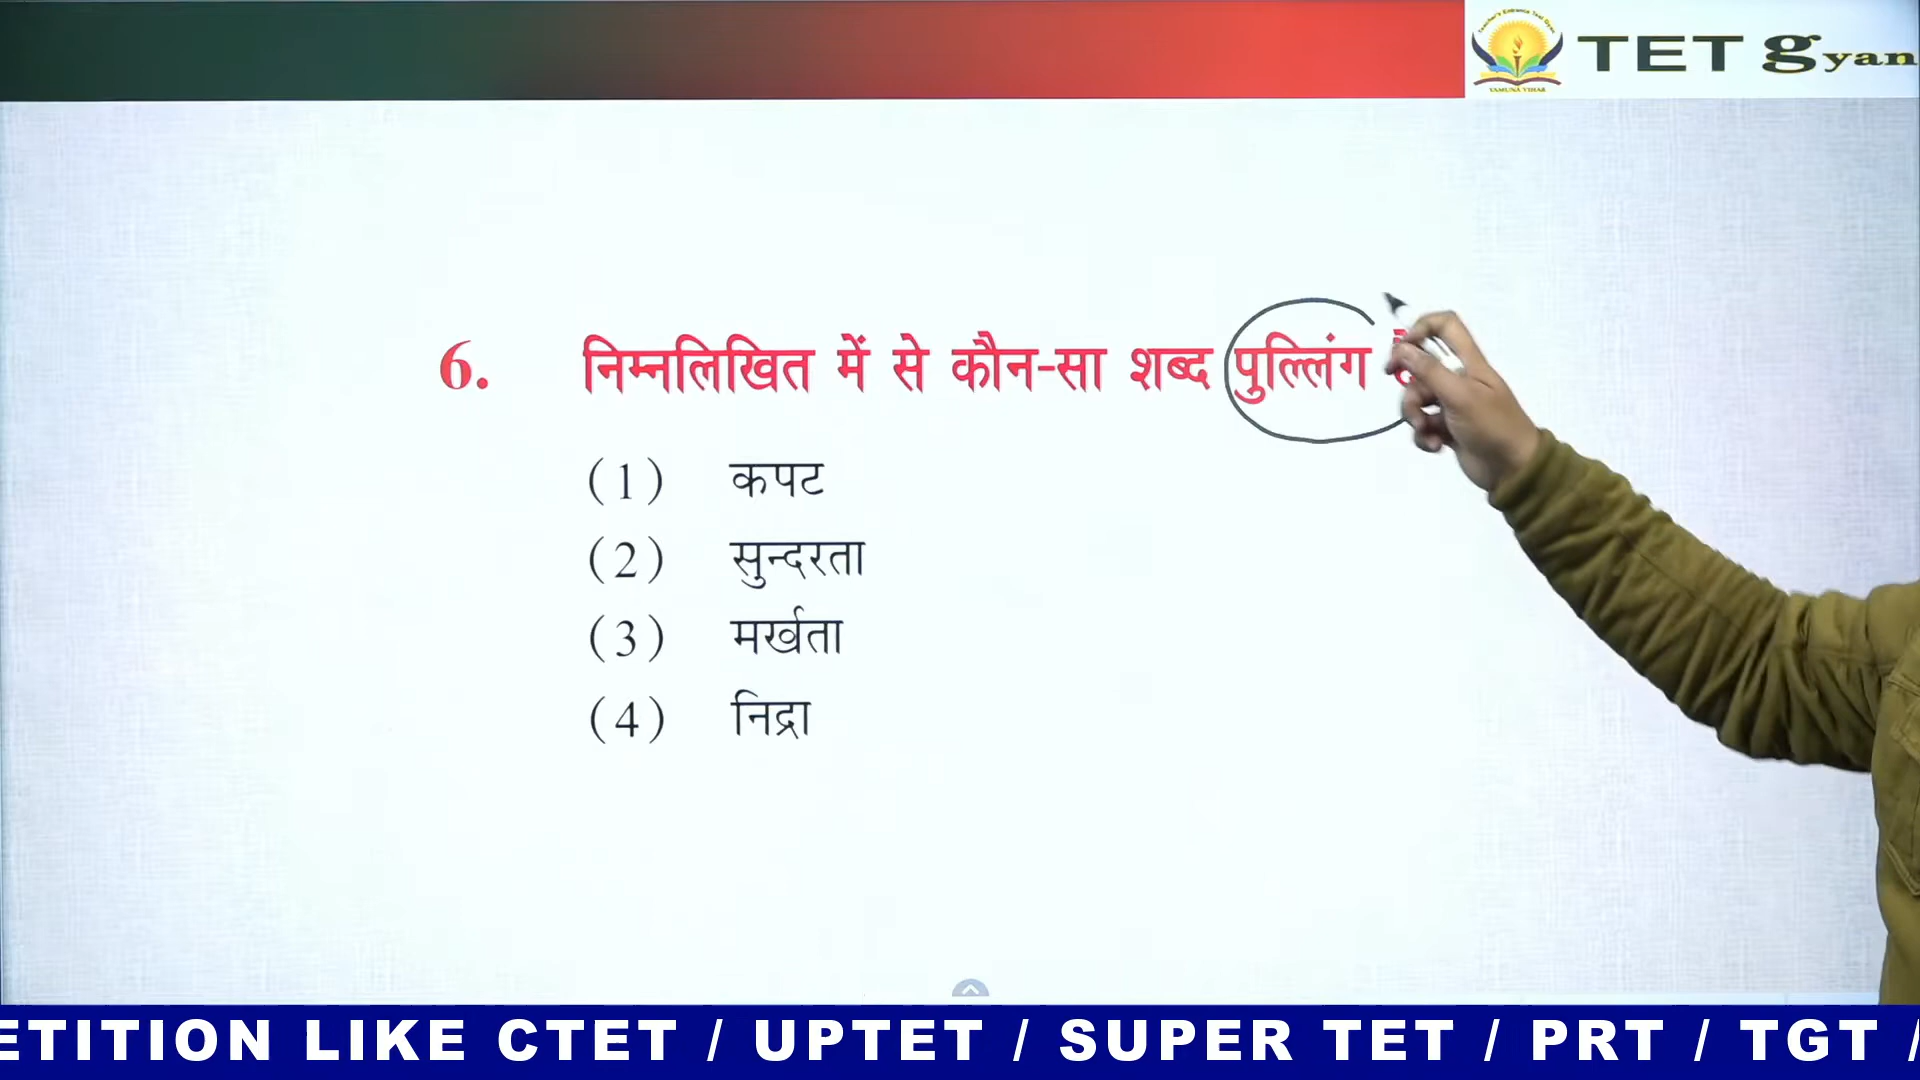 TET Gyan
6. निम्नलिखित में से कौन-सा शब्द पुल्लिंग
(1) कपट
(2) सुन्दरता
(3) मर्खता
(4) निद्रा
ETITION LIKE CTET / UPTET / SUPER TET / PRT / TGT /